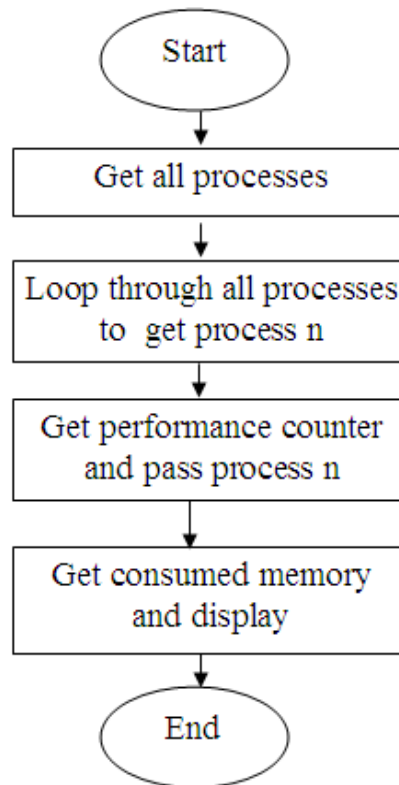 Start
Get all processes
Loop through all processes
to get process n
Get performance counter
and pass process n
Get consumed memory
and display
End